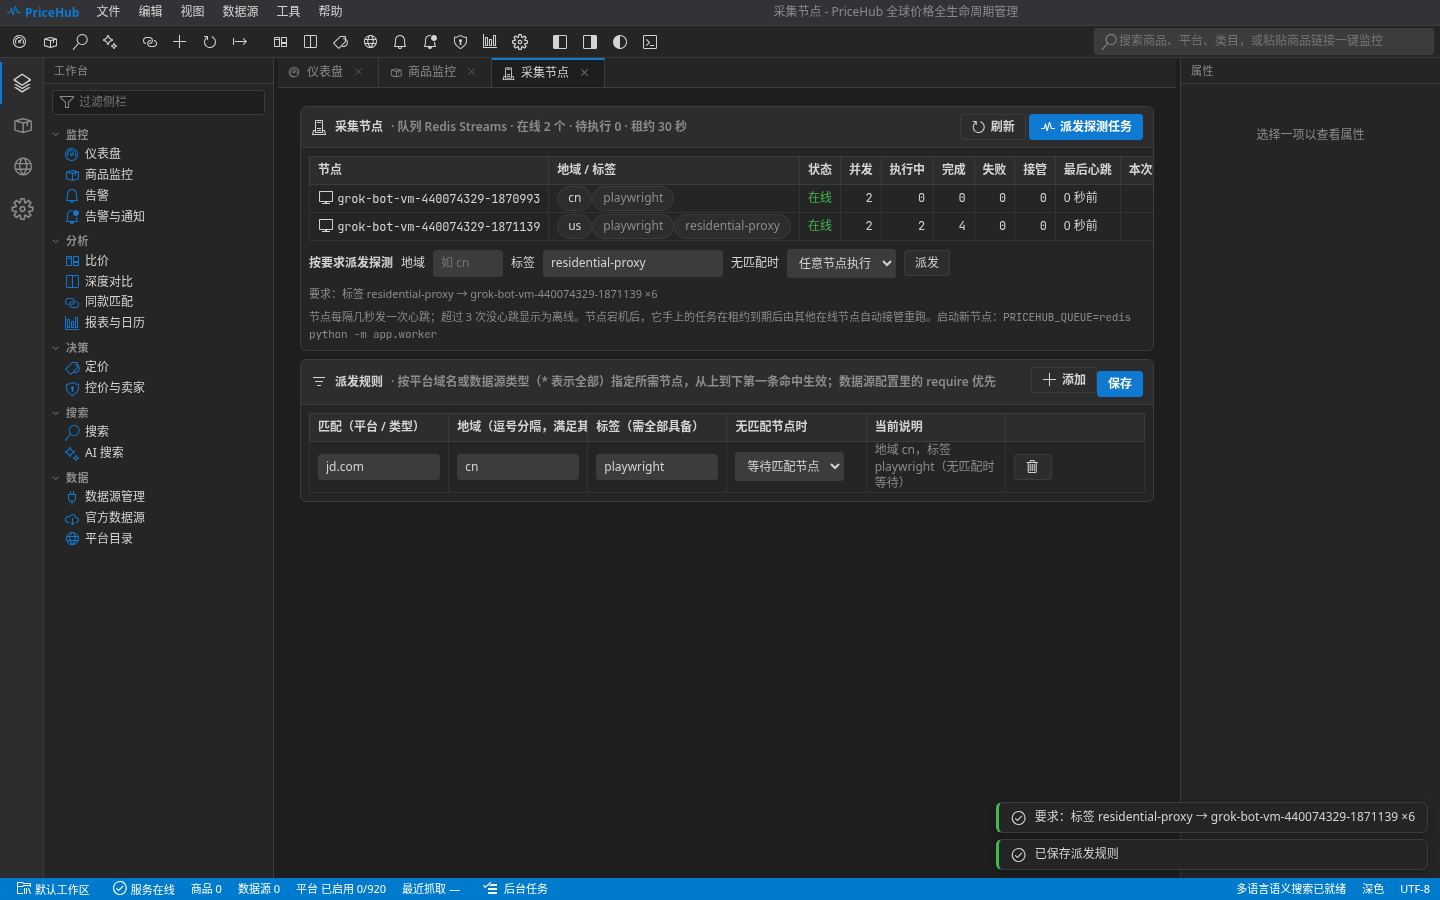 PriceHub 文件 编辑 视图 数据源 工具 帮助 采集节点 - PriceHub 全球价格全生命周期管理
搜索商品、平台、类目，或粘贴商品链接一键监控
工作台
过滤侧栏
监控
仪表盘
商品监控
告警
告警与通知
分析
比价
深度对比
同款匹配
报表与日历
决策
定价
控价与卖家
搜索
搜索
AI 搜索
数据
数据源管理
官方数据源
平台目录
仪表盘 商品监控 采集节点
采集节点 · 队列 Redis Streams · 在线 2 个 · 待执行 0 · 租约 30 秒 刷新 派发探测任务
节点 地域 / 标签 状态 并发 执行中 完成 失败 接管 最后心跳 本次
grok-bot-vm-440074329-1870993 cn playwright 在线 2 0 0 0 0 0 秒前
grok-bot-vm-440074329-1871139 us playwright residential-proxy 在线 2 2 4 0 0 0 秒前
按要求派发探测 地域 如 cn 标签 residential-proxy 无匹配时 任意节点执行 派发
要求：标签 residential-proxy → grok-bot-vm-440074329-1871139 ×6
节点每隔几秒发一次心跳；超过 3 次没心跳显示为离线。节点宕机后，它手上的任务在租约到期后由其他在线节点自动接管重跑。启动新节点：PRICEHUB_QUEUE=redis
python -m app.worker
派发规则 · 按平台域名或数据源类型（* 表示全部）指定所需节点，从上到下第一条命中生效；数据源配置里的 require 优先 添加 保存
匹配（平台 / 类型） 地域（逗号分隔，满足其 标签（需全部具备） 无匹配节点时 当前说明
jd.com cn playwright 等待匹配节点 地域 cn，标签
playwright（无匹配时
等待）
属性
选择一项以查看属性
要求：标签 residential-proxy → grok-bot-vm-440074329-1871139 ×6
已保存派发规则
默认工作区 服务在线 商品 0 数据源 0 平台 已启用 0/920 最近抓取 — 后台任务 多语言语义搜索已就绪 深色 UTF-8